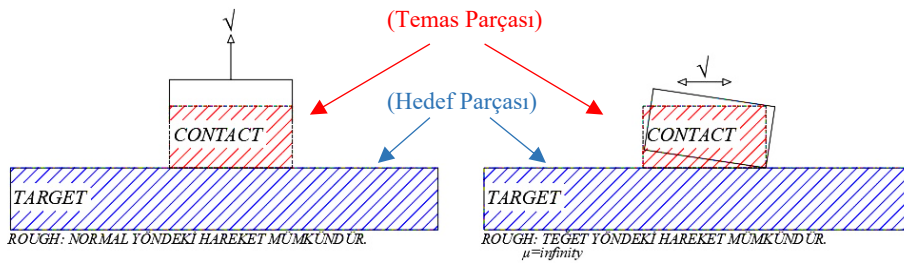 √
(Temas Parçası)
√
(Hedef Parçası)
CONTACT
CONTACT
TARGET
TARGET
ROUGH: NORMAL YÖNDEKİ HAREKET MÜMKÜNDÜR.
ROUGH: TEĞET YÖNDEKİ HAREKET MÜMKÜNDÜR.
μ=infinity